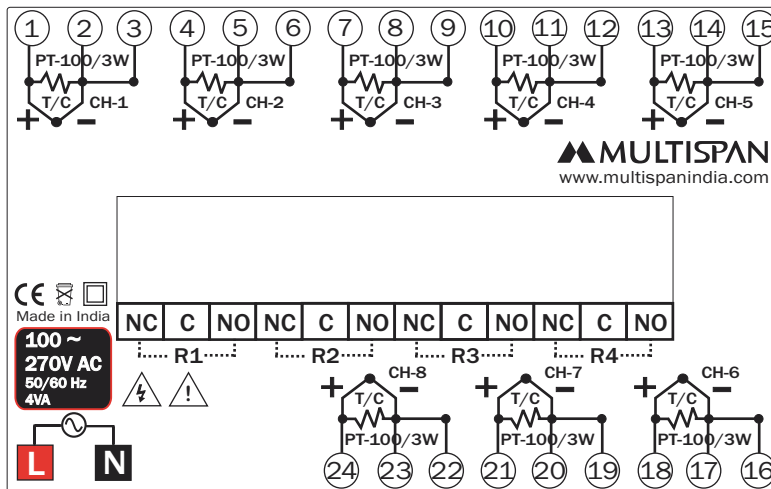 1 2 3 4 5 6 7 8 9 10 11 12 13 14 15
PT-100/3W PT-100/3W PT-100/3W PT-100/3W PT-100/3W
T/C CH-1 T/C CH-2 T/C CH-3 T/C CH-4 T/C CH-5
+ - + - + - + - + -
MULTISPAN
www.multispanindia.com
CE
Made in India
NC C NO NC C NO NC C NO NC C NO
R1 R2 R3 R4
100 ~
270V AC
50/60 Hz
4VA
L N
CH-8 CH-7 CH-6
+ - + - + -
T/C T/C T/C
PT-100/3W PT-100/3W PT-100/3W
24 23 22 21 20 19 18 17 16